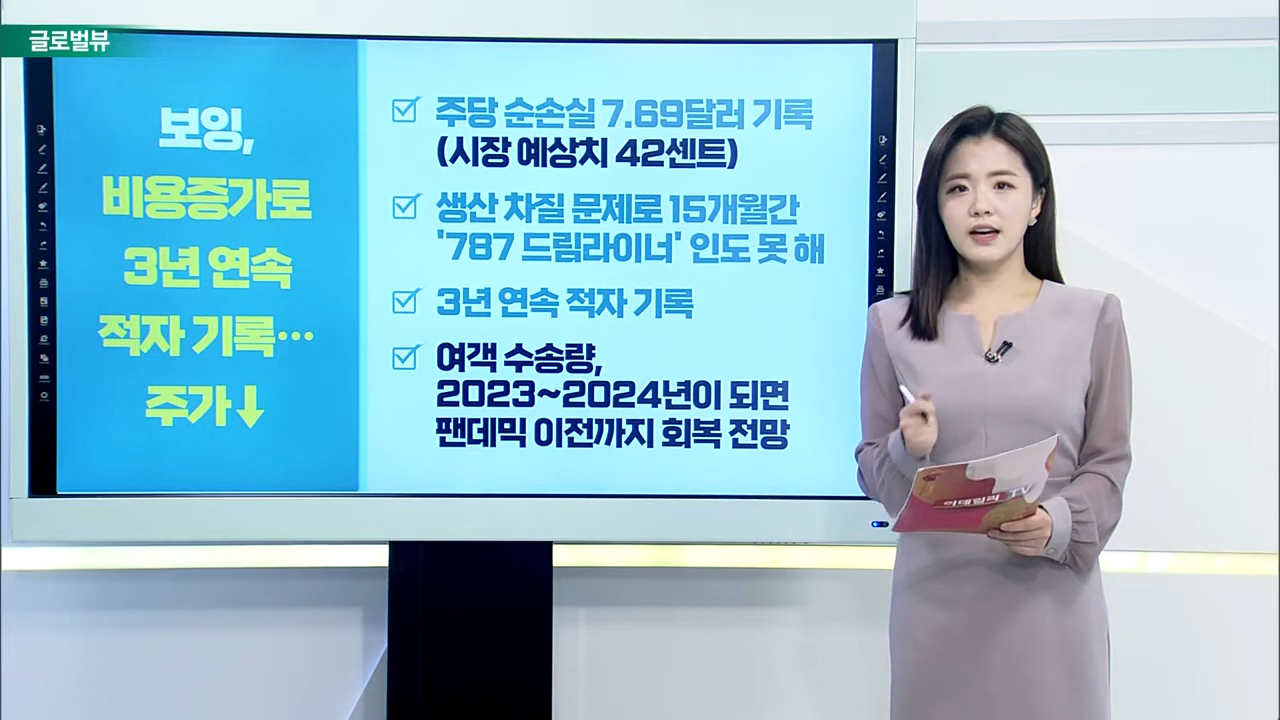 글로벌뷰
보잉,
비용증가로
3년 연속
적자 기록…
주가↓
주당 순손실 7.69달러 기록
(시장 예상치 42센트)
생산 차질 문제로 15개월간
'787 드림라이너' 인도 못 해
3년 연속 적자 기록
여객 수송량,
2023~2024년이 되면
팬데믹 이전까지 회복 전망
이데일리 TV